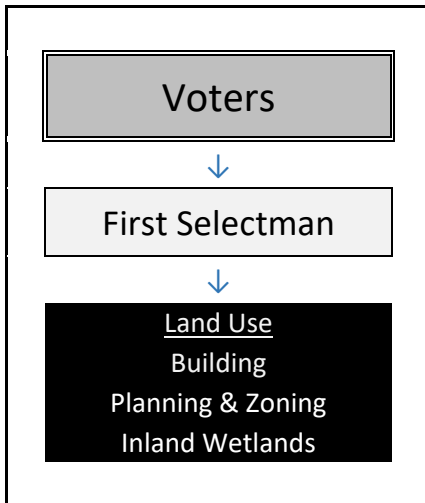 Voters
↓
First Selectman
↓
Land Use
Building
Planning & Zoning
Inland Wetlands